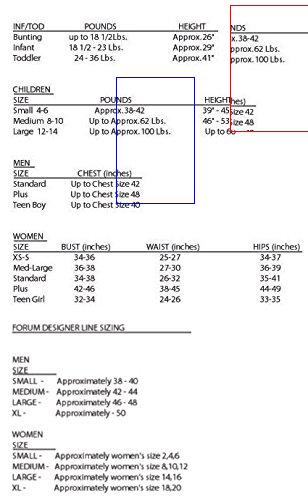 INF/TOD POUNDS HEIGHT NDS
Bunting up to 18 1/2Lbs. Approx.26" x.38-42
Infant 18 1/2 - 23 Lbs. Approx.29" pprox.62 Lbs.
Toddler 24 - 36 Lbs. Approx.41" pprox.100 Lbs.
CHILDREN
SIZE POUNDS HEIGHT hes)
Small 4-6 Approx.38-42 39" - 45 Size 42
Medium 8-10 Up to Approx.62 Lbs. 46" - 53 Size 48
Large 12-14 Up to Approx.100 Lbs. Up to
MEN
SIZE CHEST (inches)
Standard Up to Chest Size 42
Plus Up to Chest Size 48
Teen Boy Up to Chest Size 40
WOMEN
SIZE BUST (inches) WAIST (inches) HIPS (inches)
XS-S 34-36 25-27 34-37
Med-Large 36-38 27-30 36-39
Standard 34-38 26-32 35-41
Plus 42-46 38-45 44-49
Teen Girl 32-34 24-26 33-35
FORUM DESIGNER LINE SIZING
MEN
SIZE
SMALL - Approximately 38 - 40
MEDIUM - Approximately 42 - 44
LARGE - Approximately 46 - 48
XL - Approximately - 50
WOMEN
SIZE
SMALL - Approximately women's size 2,4,6
MEDIUM - Approximately women's size 8,10,12
LARGE - Approximately women's size 14,16
XL - Approximately women's size 18,20